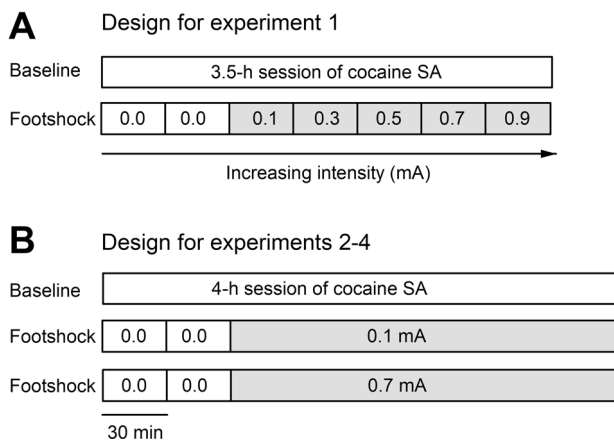 A Design for experiment 1
Baseline 3.5-h session of cocaine SA
Footshock 0.0 0.0 0.1 0.3 0.5 0.7 0.9
Increasing intensity (mA)
B Design for experiments 2-4
Baseline 4-h session of cocaine SA
Footshock 0.0 0.0 0.1 mA
Footshock 0.0 0.0 0.7 mA
30 min